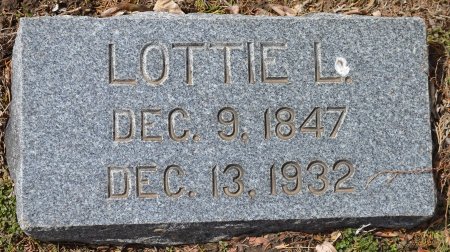 LOTTIE L.
DEC. 9, 1847
DEC. 13, 1932